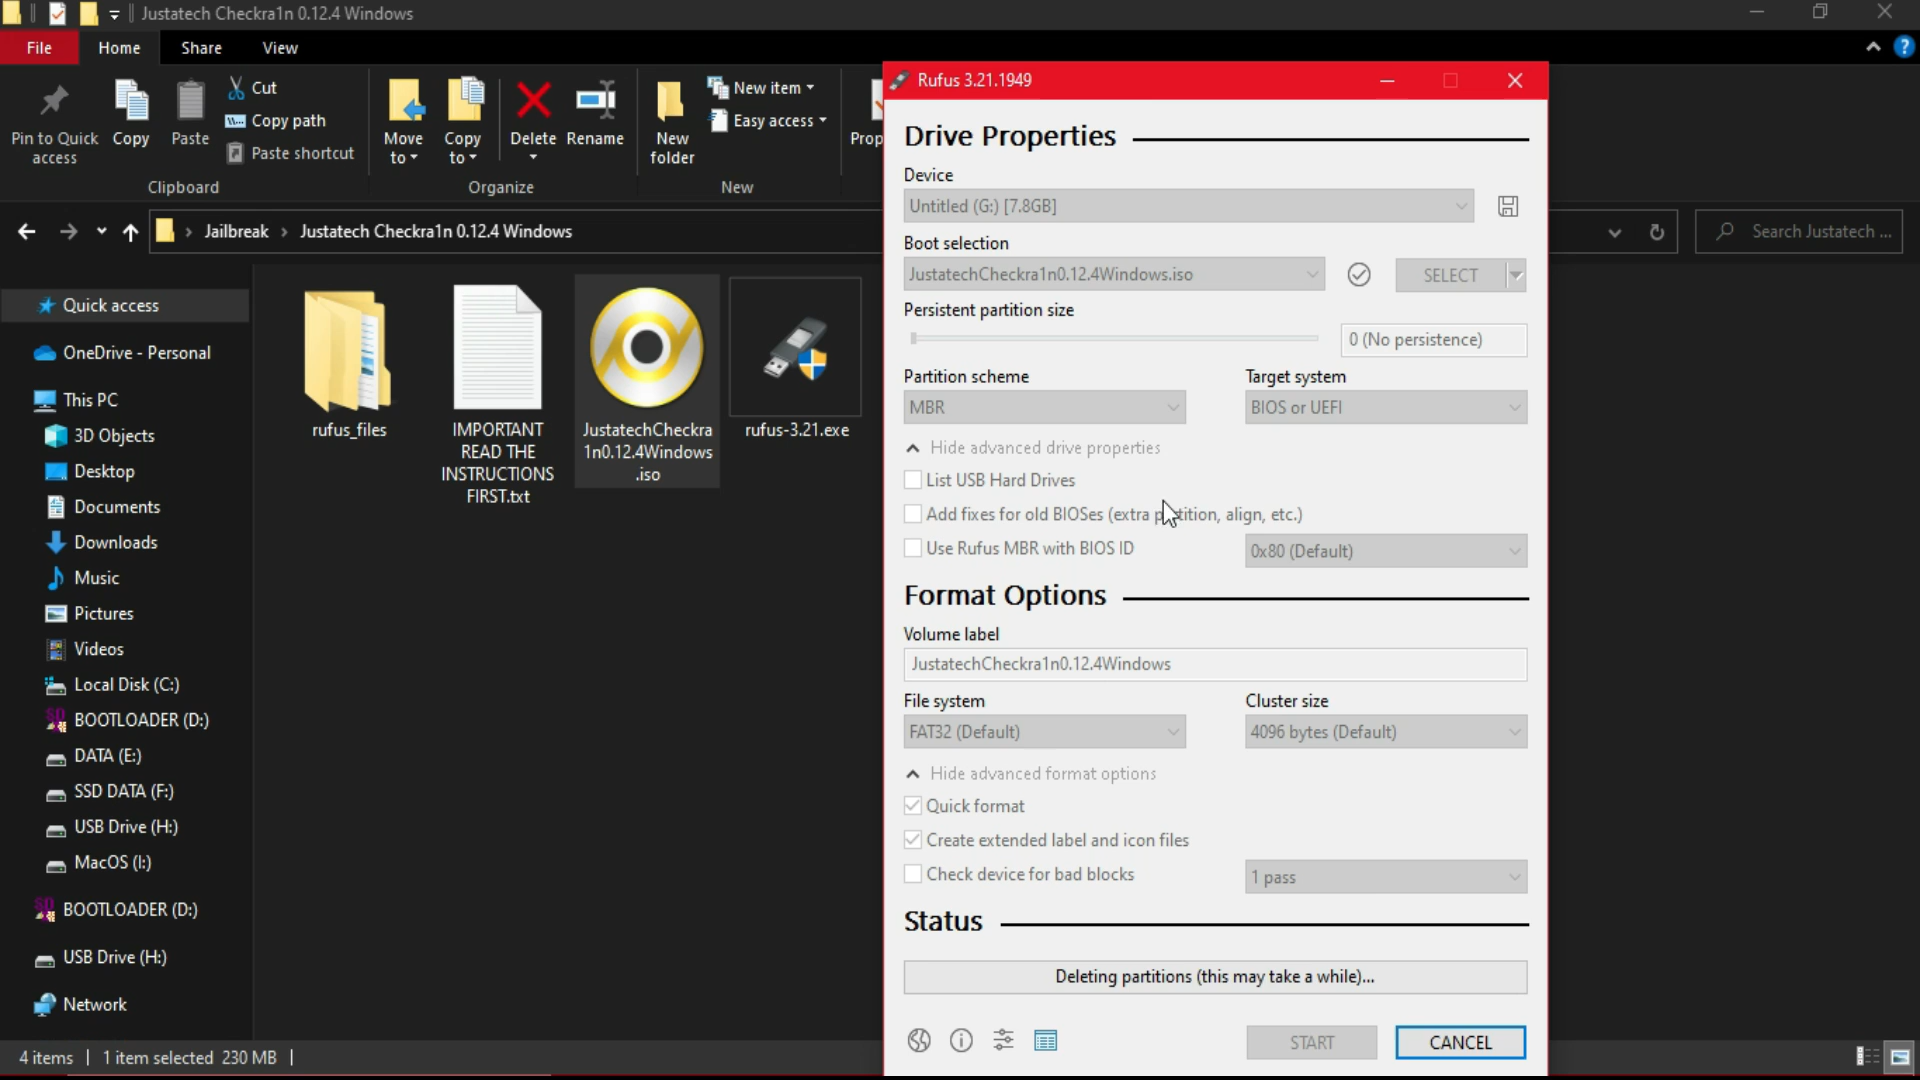 Justatech Checkra1n 0.12.4 Windows
File
Home
Share
View
Pin to Quick
access
Copy
Paste
Cut
Copy path
Paste shortcut
Clipboard
Move
to
Copy
to
Delete
Rename
Organize
New
folder
New item
Easy access
New
Prop
Jailbreak
Justatech Checkra1n 0.12.4 Windows
Search Justatech ...
Quick access
OneDrive - Personal
This PC
3D Objects
Desktop
Documents
Downloads
Music
Pictures
Videos
Local Disk (C:)
BOOTLOADER (D:)
DATA (E:)
SSD DATA (F:)
USB Drive (H:)
MacOS (I:)
BOOTLOADER (D:)
USB Drive (H:)
Network
rufus_files
IMPORTANT
READ THE
INSTRUCTIONS
FIRST.txt
JustatechCheckra
1n0.12.4Windows
.iso
rufus-3.21.exe
4 items
1 item selected 230 MB
Rufus 3.21.1949
Drive Properties
Device
Untitled (G:) [7.8GB]
Boot selection
JustatechCheckra1n0.12.4Windows.iso
SELECT
Persistent partition size
0 (No persistence)
Partition scheme
Target system
MBR
BIOS or UEFI
Hide advanced drive properties
List USB Hard Drives
Add fixes for old BIOSes (extra partition, align, etc.)
Use Rufus MBR with BIOS ID
0x80 (Default)
Format Options
Volume label
JustatechCheckra1n0.12.4Windows
File system
Cluster size
FAT32 (Default)
4096 bytes (Default)
Hide advanced format options
Quick format
Create extended label and icon files
Check device for bad blocks
1 pass
Status
Deleting partitions (this may take a while)...
START
CANCEL